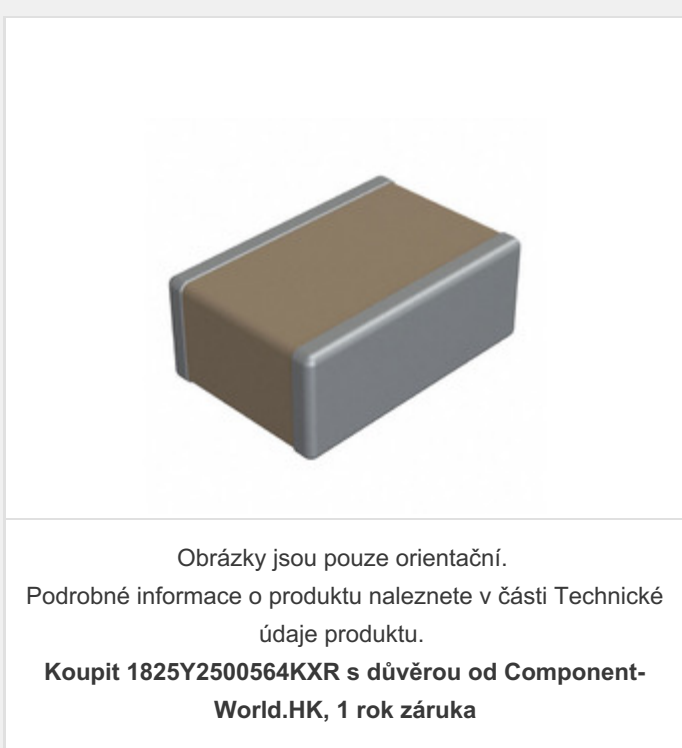 Obrázky jsou pouze orientační.
Podrobné informace o produktu naleznete v části Technické
údaje produktu.
Koupit 1825Y2500564KXR s důvěrou od Component-
World.HK, 1 rok záruka